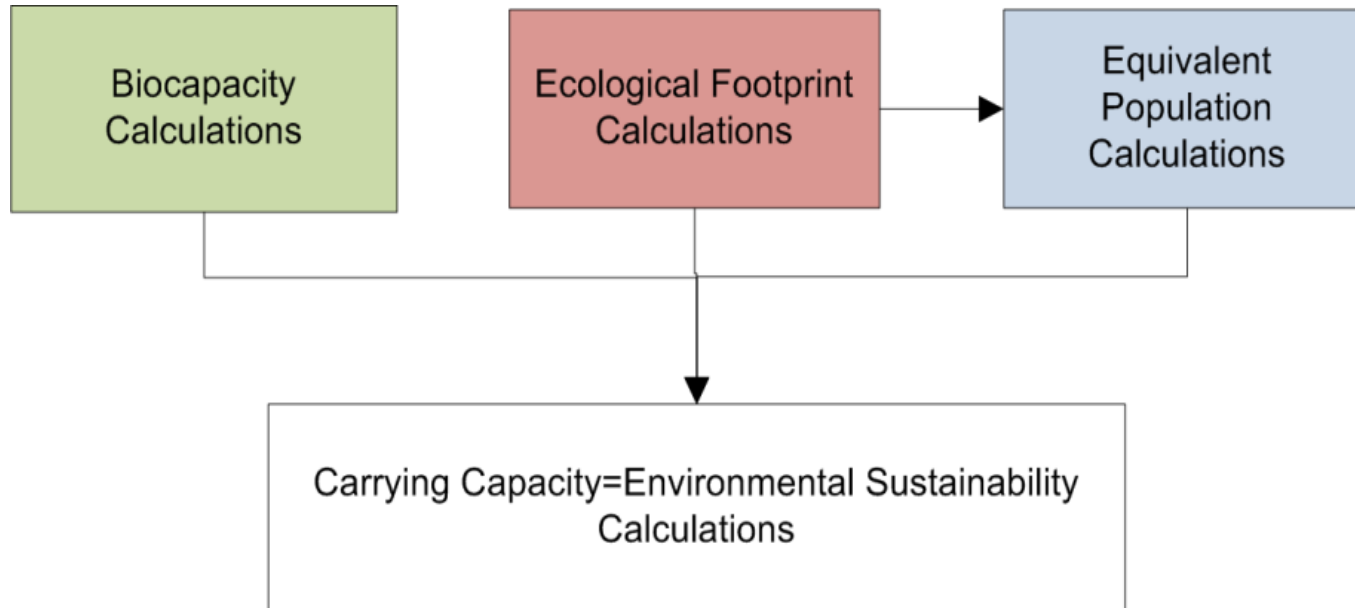 Biocapacity
Calculations
Ecological Footprint
Calculations
Equivalent
Population
Calculations
Carrying Capacity=Environmental Sustainability
Calculations